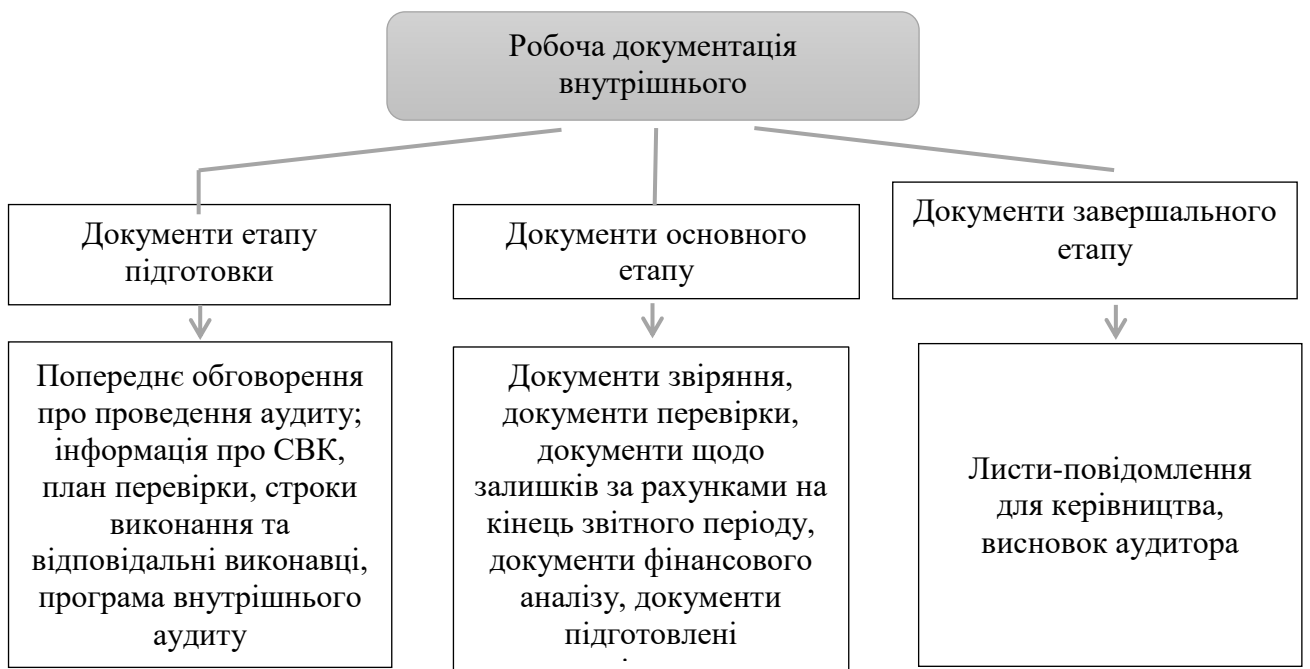 Робоча документація
внутрішнього
Документи етапу
підготовки
Документи основного
етапу
Документи завершального
етапу
Попереднє обговорення
про проведення аудиту;
інформація про СВК,
план перевірки, строки
виконання та
відповідальні виконавці,
програма внутрішнього
аудиту
Документи звіряння,
документи перевірки,
документи щодо
залишків за рахунками на
кінець звітного періоду,
документи фінансового
аналізу, документи
підготовлені
Листи-повідомлення
для керівництва,
висновок аудитора